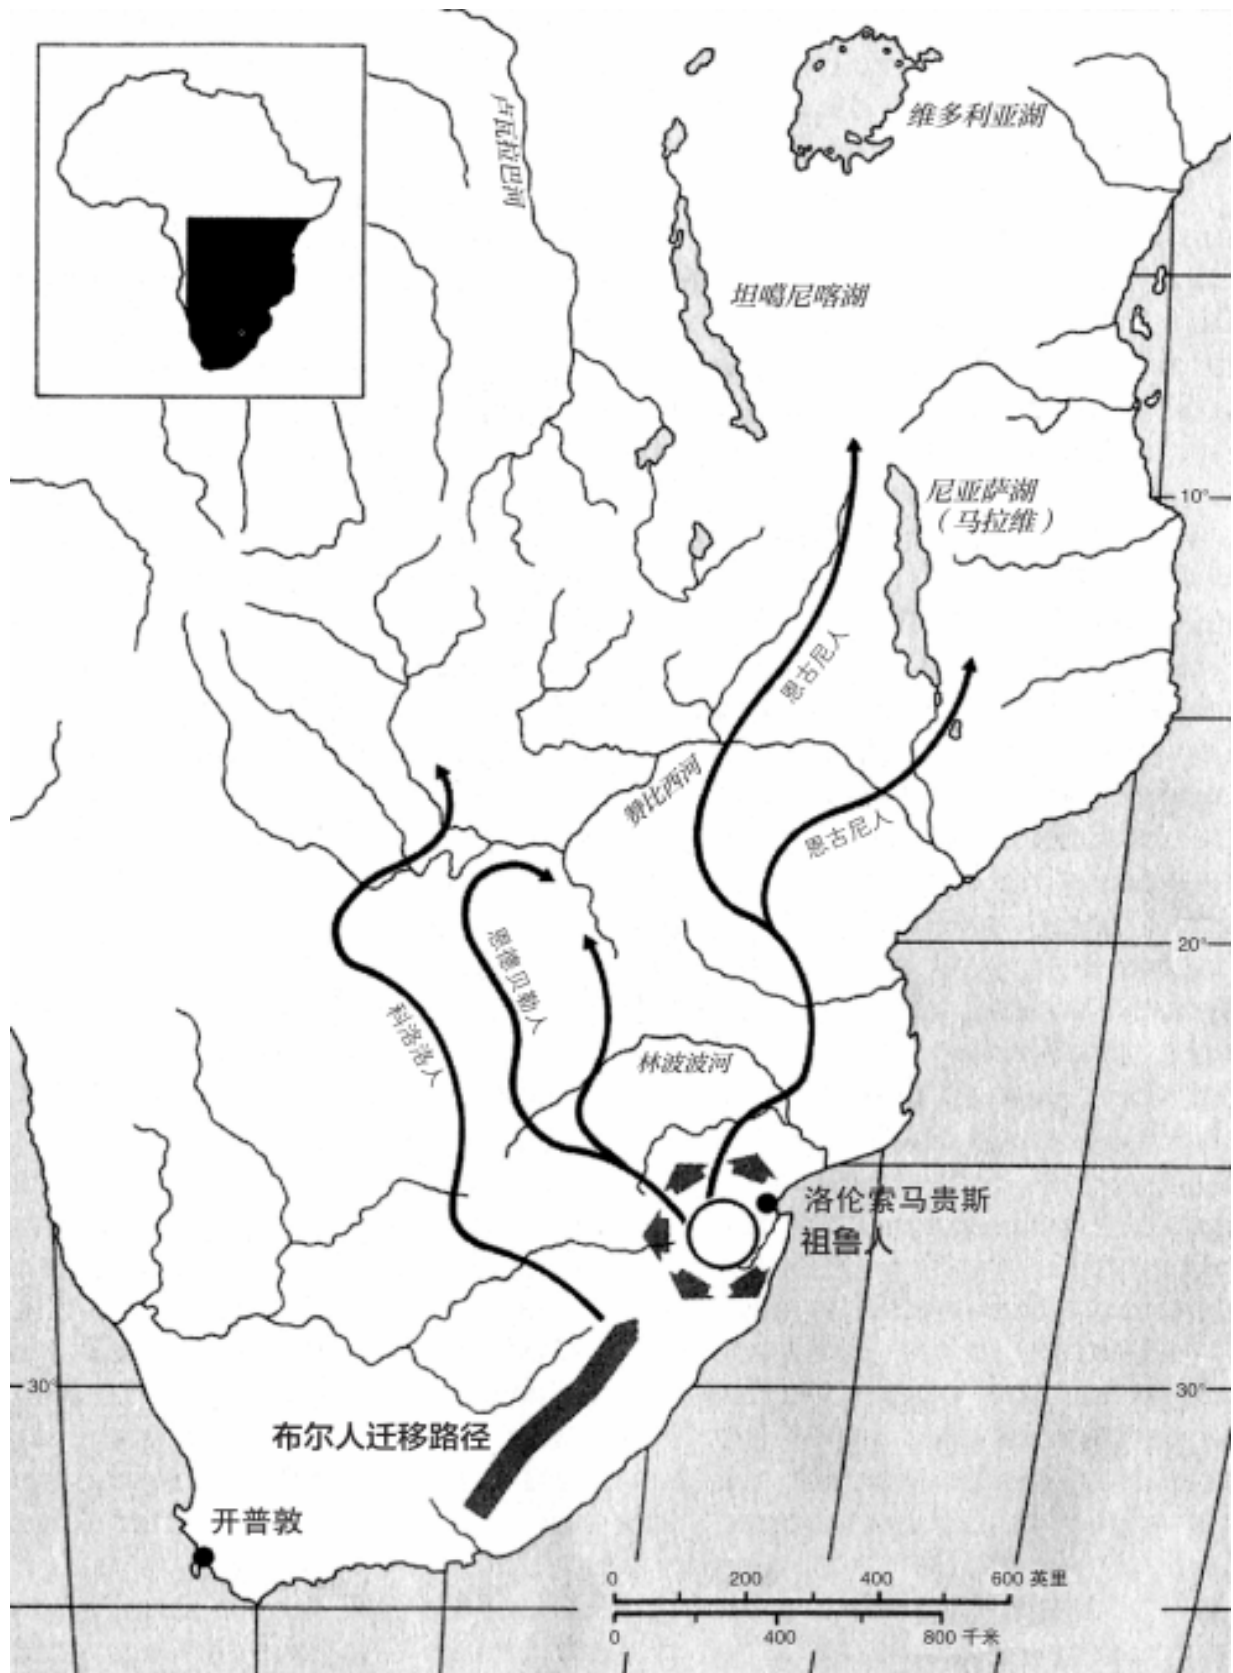 卢瓦拉巴河
维多利亚湖
坦噶尼喀湖
尼亚萨湖
（马拉维）
10°
恩古尼人
赞比西河
恩古尼人
20°
恩德贝勒人
科洛洛人
林波波河
洛伦索马贵斯
祖鲁人
30°
30°
布尔人迁移路径
开普敦
0 200 400 600 英里
0 400 800 千米